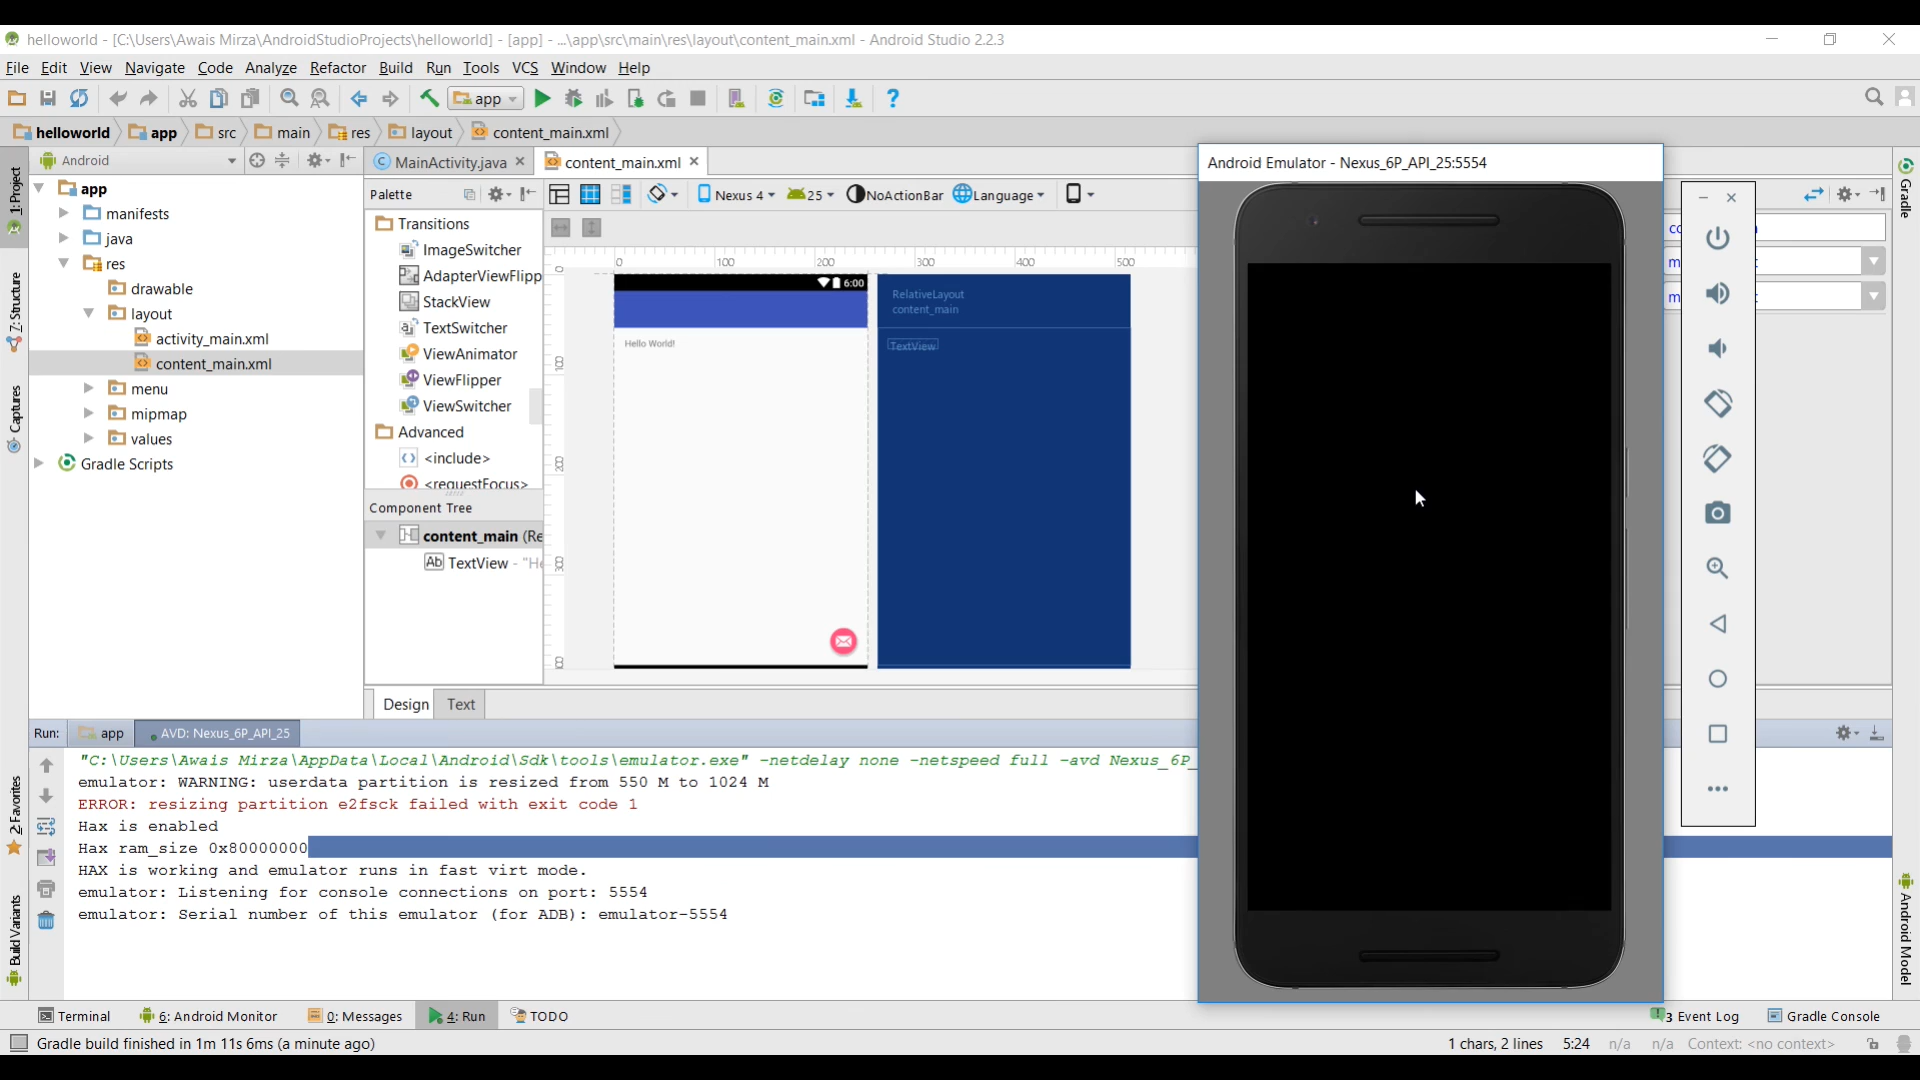 helloworld - [C:\Users\Awais Mirza\AndroidStudioProjects\helloworld] - [app] - ...\app\src\main\res\layout\content_main.xml - Android Studio 2.2.3
File Edit View Navigate Code Analyze Refactor Build Run Tools VCS Window Help
app
helloworld app src main res layout content_main.xml
Android
MainActivity.java content_main.xml
Android Emulator - Nexus_6P_API_25:5554
1: Project
7: Structure
Captures
2: Favorites
Build Variants
Gradle
Android Model
app
manifests
java
res
drawable
layout
activity_main.xml
content_main.xml
menu
mipmap
values
Gradle Scripts
Palette
Transitions
ImageSwitcher
AdapterViewFlipp
StackView
TextSwitcher
ViewAnimator
ViewFlipper
ViewSwitcher
Advanced
<include>
<requestFocus>
Component Tree
content_main (Re
TextView - "He
Nexus 4 25 NoActionBar Language
0 100 200 300 400 500
0
100
200
300
6:00
Hello World!
RelativeLayout
content_main
TextView
Design Text
Run: app AVD: Nexus_6P_API_25
"C:\Users\Awais Mirza\AppData\Local\Android\Sdk\tools\emulator.exe" -netdelay none -netspeed full -avd Nexus_6P_
emulator: WARNING: userdata partition is resized from 550 M to 1024 M
ERROR: resizing partition e2fsck failed with exit code 1
Hax is enabled
Hax ram_size 0x80000000
HAX is working and emulator runs in fast virt mode.
emulator: Listening for console connections on port: 5554
emulator: Serial number of this emulator (for ADB): emulator-5554
Terminal 6: Android Monitor 0: Messages 4: Run TODO 3 Event Log Gradle Console
Gradle build finished in 1m 11s 6ms (a minute ago) 1 chars, 2 lines 5:24 n/a n/a Context: <no context>